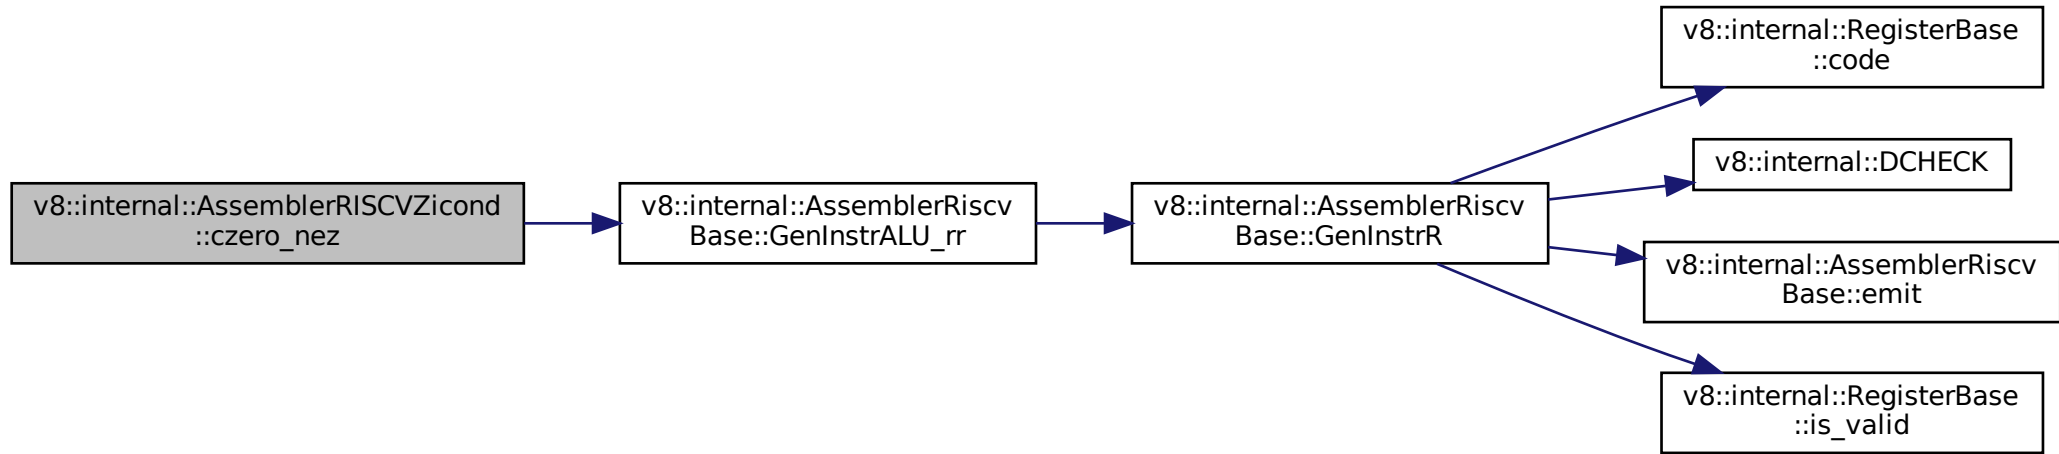 v8::internal::AssemblerRISCVZicond
::czero_nez
v8::internal::AssemblerRiscv
Base::GenInstrALU_rr
v8::internal::AssemblerRiscv
Base::GenInstrR
v8::internal::RegisterBase
::code
v8::internal::DCHECK
v8::internal::AssemblerRiscv
Base::emit
v8::internal::RegisterBase
::is_valid